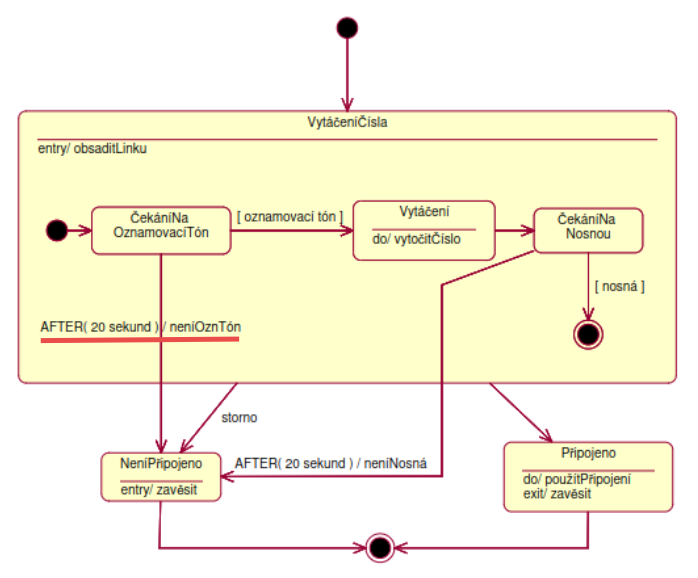 VytáčeníČísla
entry/ obsaditLinku
ČekáníNa
OznamovacíTón
[ oznamovací tón ]
Vytáčení
do/ vytočitČíslo
ČekáníNa
Nosnou
[ nosná ]
AFTER( 20 sekund ) / neníOznTón
storno
NeníPřipojeno
entry/ zavěsit
AFTER( 20 sekund ) / neníNosná
Připojeno
do/ použítPřipojení
exit/ zavěsit